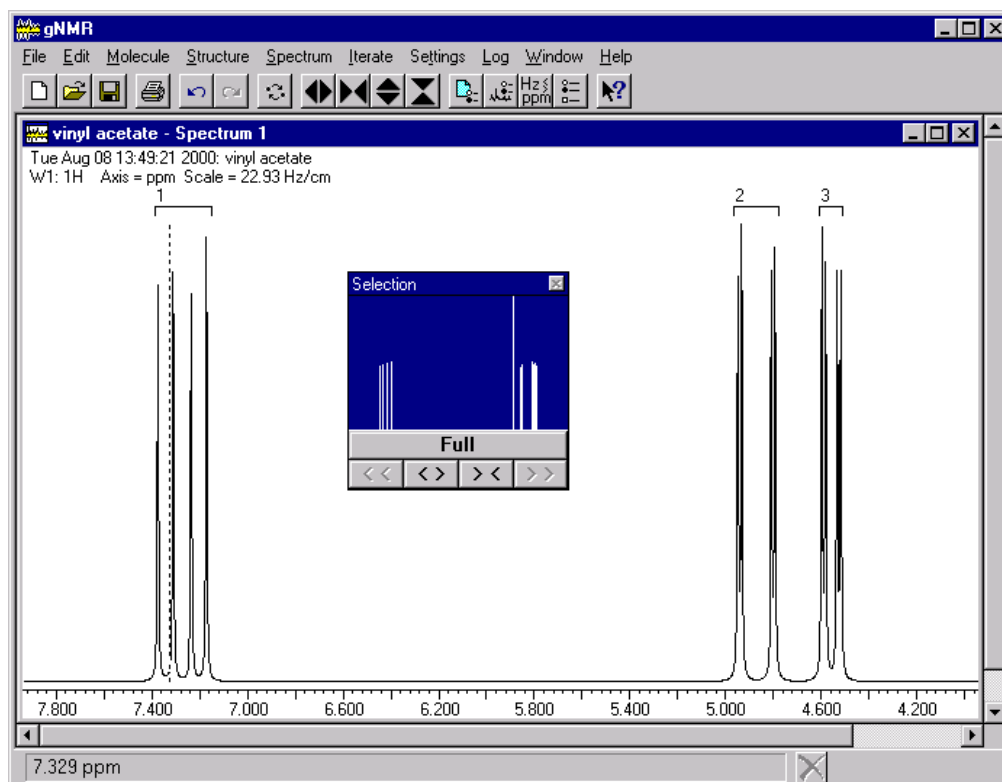 gNMR
File Edit Molecule Structure Spectrum Iterate Settings Log Window Help
Hz≤
ppm
?
vinyl acetate - Spectrum 1
Tue Aug 08 13:49:21 2000: vinyl acetate
W1: 1H Axis = ppm Scale = 22.93 Hz/cm
1 2 3
Selection
Full
<< <> >< >>
7.800 7.400 7.000 6.600 6.200 5.800 5.400 5.000 4.600 4.200
7.329 ppm